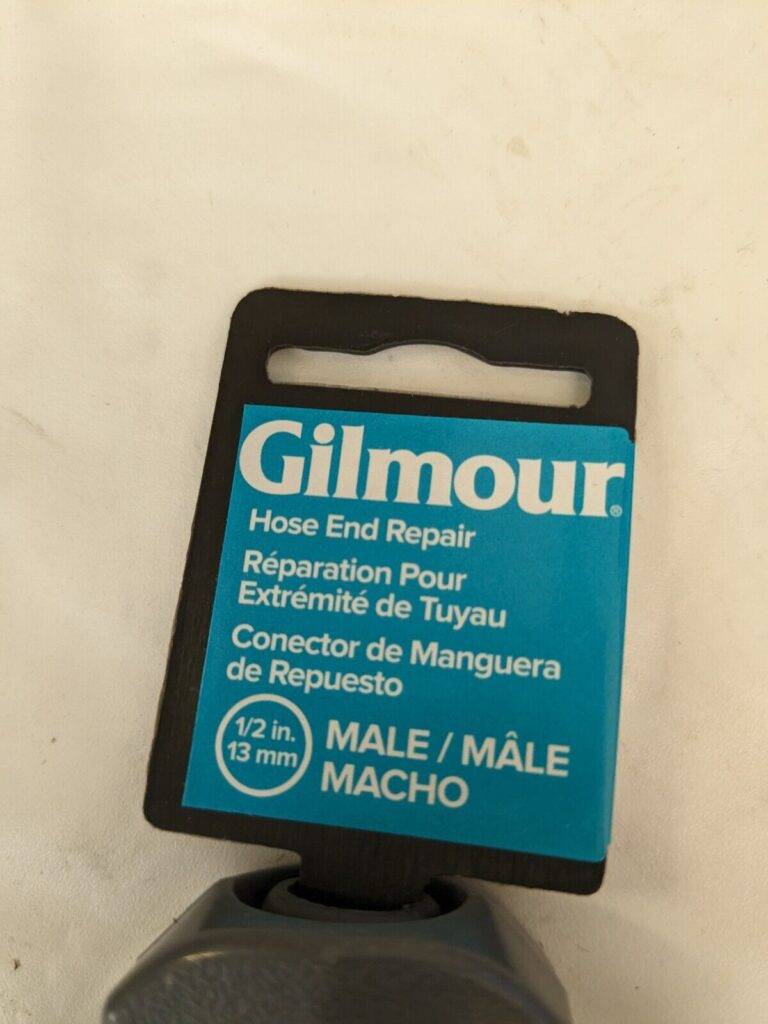 Gilmour®
Hose End Repair
Réparation Pour
Extrémité de Tuyau
Conector de Manguera
de Repuesto
1/2 in.
13 mm
MALE / MÂLE
MACHO